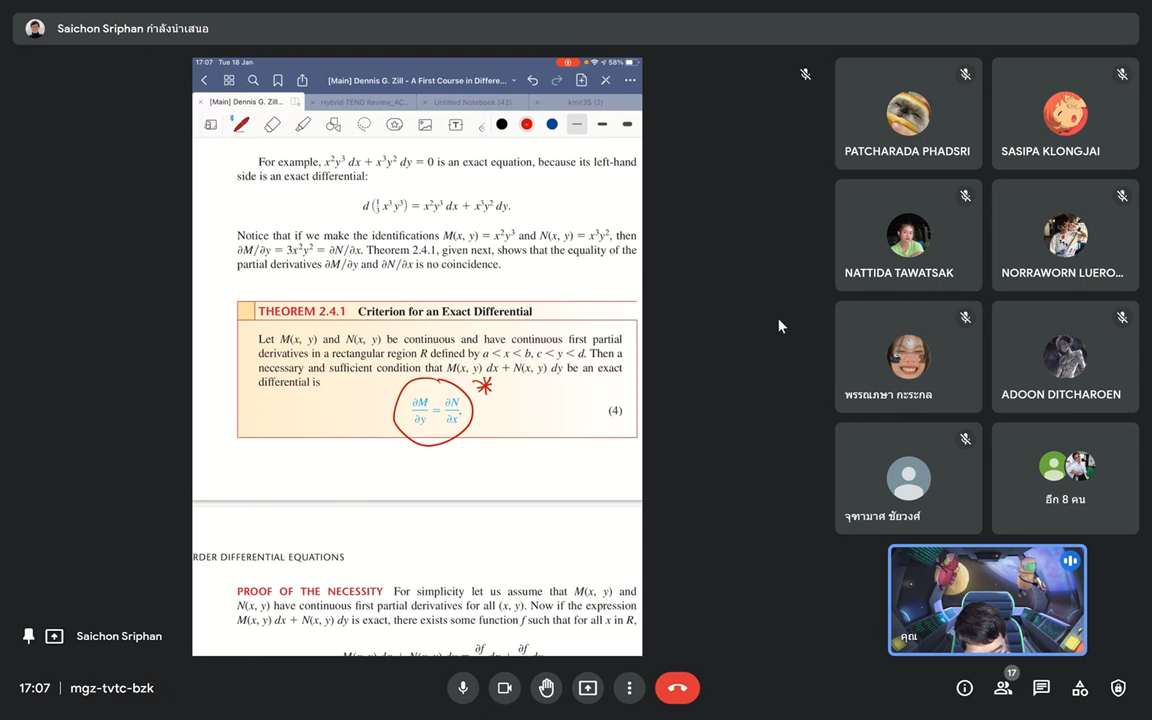 Saichon Sriphan กำลังนำเสนอ
17:07 Tue 18 Jan
58%
[Main] Dennis G. Zill - A First Course in Differe...
[Main] Dennis G. Zill...
Hybrid TENG Review_AC...
Untitled Notebook (42)
kmit35 (2)
For example, x²y³ dx + x³y² dy = 0 is an exact equation, because its left-hand
side is an exact differential:
d (1/3 x³y³) = x²y³ dx + x³y² dy.
Notice that if we make the identifications M(x, y) = x²y³ and N(x, y) = x³y², then
∂M/∂y = 3x²y² = ∂N/∂x. Theorem 2.4.1, given next, shows that the equality of the
partial derivatives ∂M/∂y and ∂N/∂x is no coincidence.
THEOREM 2.4.1 Criterion for an Exact Differential
Let M(x, y) and N(x, y) be continuous and have continuous first partial
derivatives in a rectangular region R defined by a < x < b, c < y < d. Then a
necessary and sufficient condition that M(x, y) dx + N(x, y) dy be an exact
differential is
∂M/∂y = ∂N/∂x. (4)
RDER DIFFERENTIAL EQUATIONS
PROOF OF THE NECESSITY For simplicity let us assume that M(x, y) and
N(x, y) have continuous first partial derivatives for all (x, y). Now if the expression
M(x, y) dx + N(x, y) dy is exact, there exists some function f such that for all x in R,
PATCHARADA PHADSRI
SASIPA KLONGJAI
NATTIDA TAWATSAK
NORRAWORN LUERO...
พรรณภษา กะระกล
ADOON DITCHAROEN
จุฑามาศ ชัยวงศ์
อีก 8 คน
คุณ
Saichon Sriphan
17:07 | mgz-tvtc-bzk
17